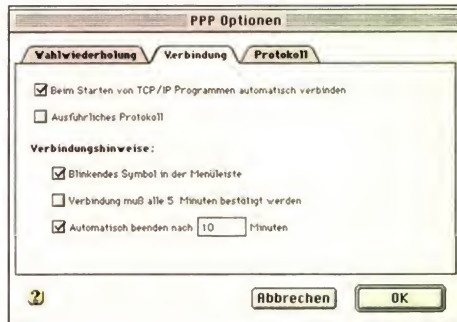 PPP Optionen
Wahlwiederholung Verbindung Protokoll
Beim Starten von TCP/IP Programmen automatisch verbinden
Ausführliches Protokoll
Verbindungshinweise:
Blinkendes Symbol in der Menüleiste
Verbindung muß alle 5 Minuten bestätigt werden
Automatisch beenden nach 10 Minuten
?
Abbrechen OK